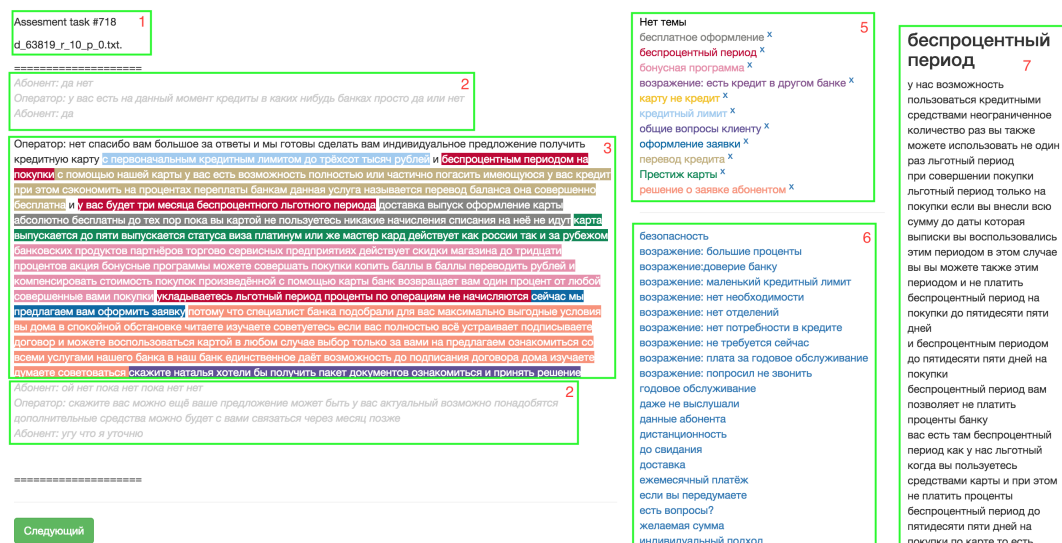 Assesment task #718
1
d_63819_r_10_p_0.txt.
====================
Абонент: да нет
Оператор: у вас есть на данный момент кредиты в каких нибудь банках просто да или нет
Абонент: да
2
Оператор: нет спасибо вам большое за ответы и мы готовы сделать вам индивидуальное предложение получить
3
кредитную карту с первоначальным кредитным лимитом до трёхсот тысяч рублей и беспроцентным периодом на
покупки с помощью нашей карты у вас есть возможность полностью или частично погасить имеющуюся у вас кредит
при этом сэкономить на процентах переплаты банкам данная услуга называется перевод баланса она совершенно
бесплатна и у вас будет три месяца беспроцентного льготного периода доставка выпуск оформление карты
абсолютно бесплатны до тех пор пока вы картой не пользуетесь никакие начисления списания на неё не идут карта
выпускается до пяти выпускается статуса виза платинум или же мастер кард действует как россии так и за рубежом
банковских продуктов партнёров торгово сервисных предприятиях действует скидки магазина до тридцати
процентов акция бонусные программы можете совершать покупки копить баллы в баллы переводить рублей и
компенсировать стоимость покупок произведённой с помощью карты банк возвращает вам один процент от любой
совершенные вами покупки укладываетесь льготный период проценты по операциям не начисляются сейчас мы
предлагаем вам оформить заявку потому что специалист банка подобрали для вас максимально выгодные условия
вы дома в спокойной обстановке читаете изучаете советуетесь если вас полностью всё устраивает подписываете
договор и можете воспользоваться картой в любом случае выбор только за вами на предлагаем ознакомиться со
всеми услугами нашего банка в наш банк единственное даёт возможность до подписания договора дома изучаете
думаете советоваться скажите наталья хотели бы получить пакет документов ознакомиться и принять решение
Абонент: ой нет пока нет пока нет нет
2
Оператор: скажите вас можно ещё ваше предложение может быть у вас актуальный возможно понадобятся
дополнительные средства можно будет с вами связаться через месяц позже
Абонент: угу что я уточню
====================
Следующий
Нет темы
5
бесплатное оформление x
беспроцентный период x
бонусная программа x
возражение: есть кредит в другом банке x
карту не кредит x
кредитный лимит x
общие вопросы клиенту x
оформление заявки x
перевод кредита x
Престиж карты x
решение о заявке абонентом x
безопасность
6
возражение: большие проценты
возражение:доверие банку
возражение: маленький кредитный лимит
возражение: нет необходимости
возражение: нет отделений
возражение: нет потребности в кредите
возражение: не требуется сейчас
возражение: плата за годовое обслуживание
возражение: попросил не звонить
годовое обслуживание
даже не выслушали
данные абонента
дистанционность
до свидания
доставка
ежемесячный платёж
если вы передумаете
есть вопросы?
желаемая сумма
индивидуальный подход
беспроцентный
период
7
у нас возможность
пользоваться кредитными
средствами неограниченное
количество раз вы также
можете использовать не один
раз льготный период
при совершении покупки
льготный период только на
покупки если вы внесли всю
сумму до даты которая
выписки вы воспользовались
этим периодом в этом случае
вы вы можете также этим
периодом и не платить
беспроцентный период на
покупки до пятидесяти пяти
дней
и беспроцентным периодом
до пятидесяти пяти дней на
покупки
беспроцентный период вам
позволяет не платить
проценты банку
вас есть там беспроцентный
период как у нас льготный
когда вы пользуетесь
средствами карты и при этом
не платить проценты
беспроцентный период до
пятидесяти пяти дней на
покупки по карте то есть